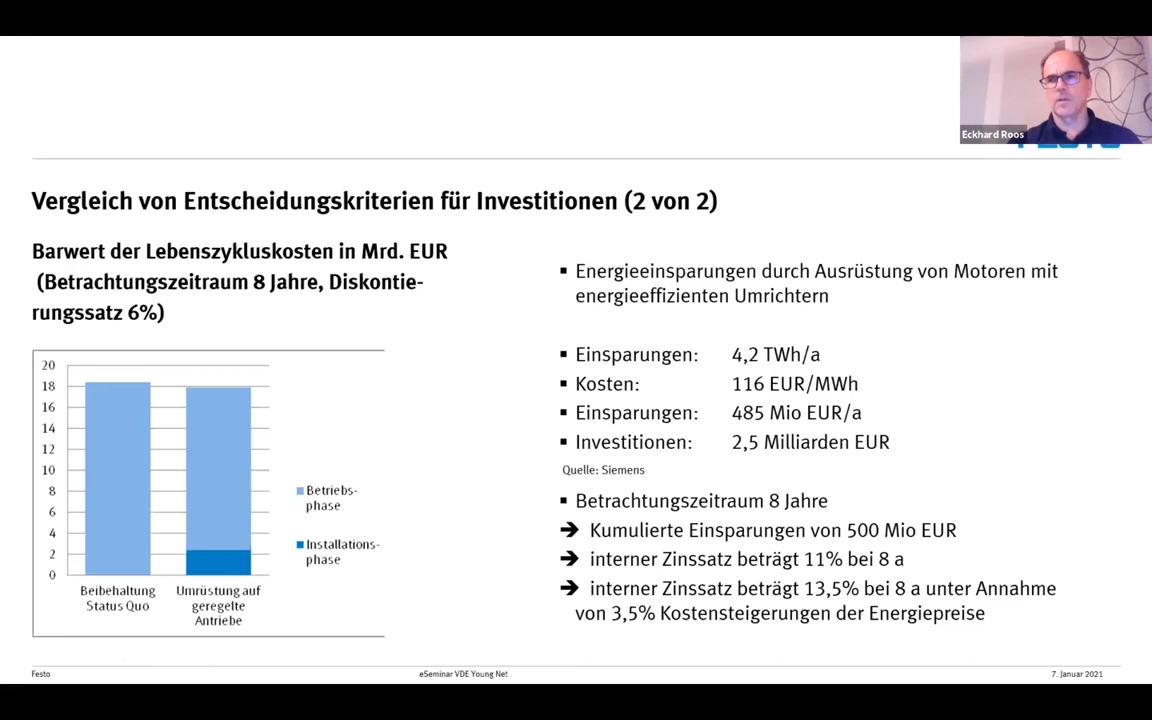 Eckhard Roos
Vergleich von Entscheidungskriterien für Investitionen (2 von 2)
Barwert der Lebenszykluskosten in Mrd. EUR
(Betrachtungszeitraum 8 Jahre, Diskontie-
rungssatz 6%)
20
18
16
14
12
10
8
6
4
2
0
Beibehaltung
Status Quo
Umrüstung auf
geregelte
Antriebe
Betriebs-
phase
Installations-
phase
▪ Energieeinsparungen durch Ausrüstung von Motoren mit
energieeffizienten Umrichtern
▪ Einsparungen: 4,2 TWh/a
▪ Kosten: 116 EUR/MWh
▪ Einsparungen: 485 Mio EUR/a
▪ Investitionen: 2,5 Milliarden EUR
Quelle: Siemens
▪ Betrachtungszeitraum 8 Jahre
➔ Kumulierte Einsparungen von 500 Mio EUR
➔ interner Zinssatz beträgt 11% bei 8 a
➔ interner Zinssatz beträgt 13,5% bei 8 a unter Annahme
von 3,5% Kostensteigerungen der Energiepreise
Festo
eSeminar VDE Young Net
7. Januar 2021